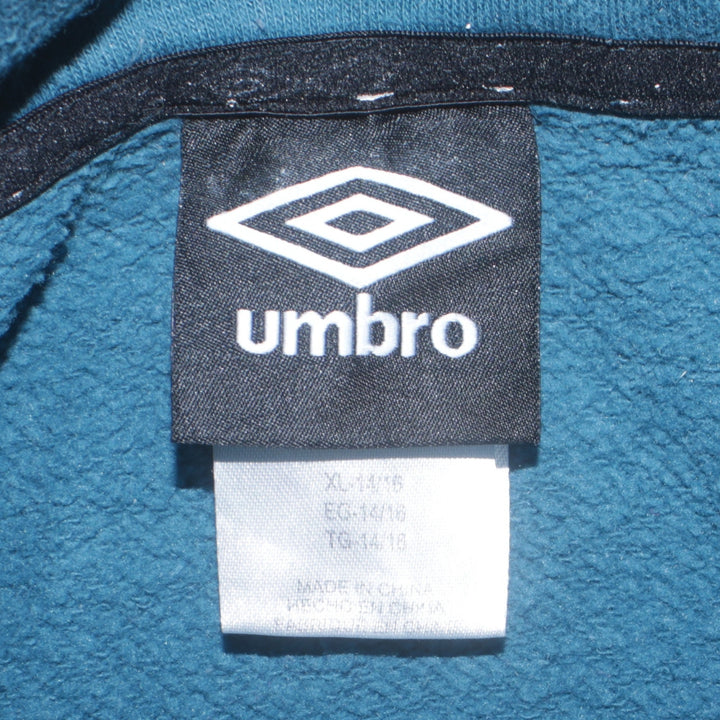 umbro
XL-14/16
EG-14/16
TG-14/16
MADE IN CHINA
HECHO EN CHINA